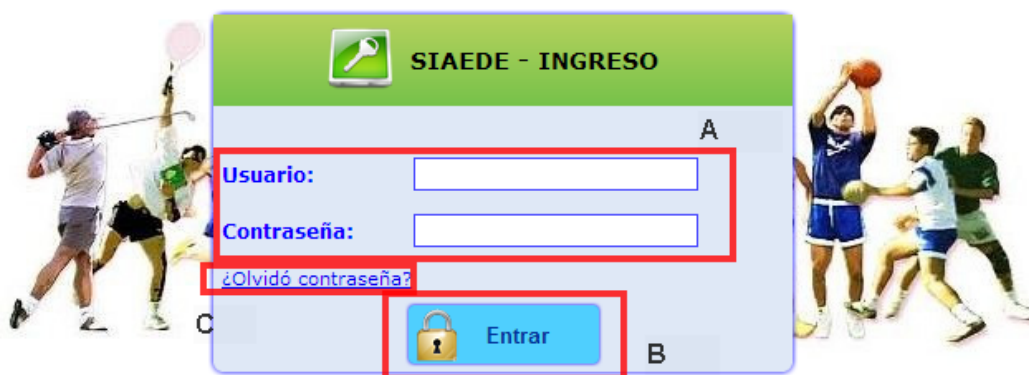 SIAEDE - INGRESO
A
Usuario:
Contraseña:
¿Olvidó contraseña?
C
Entrar
B